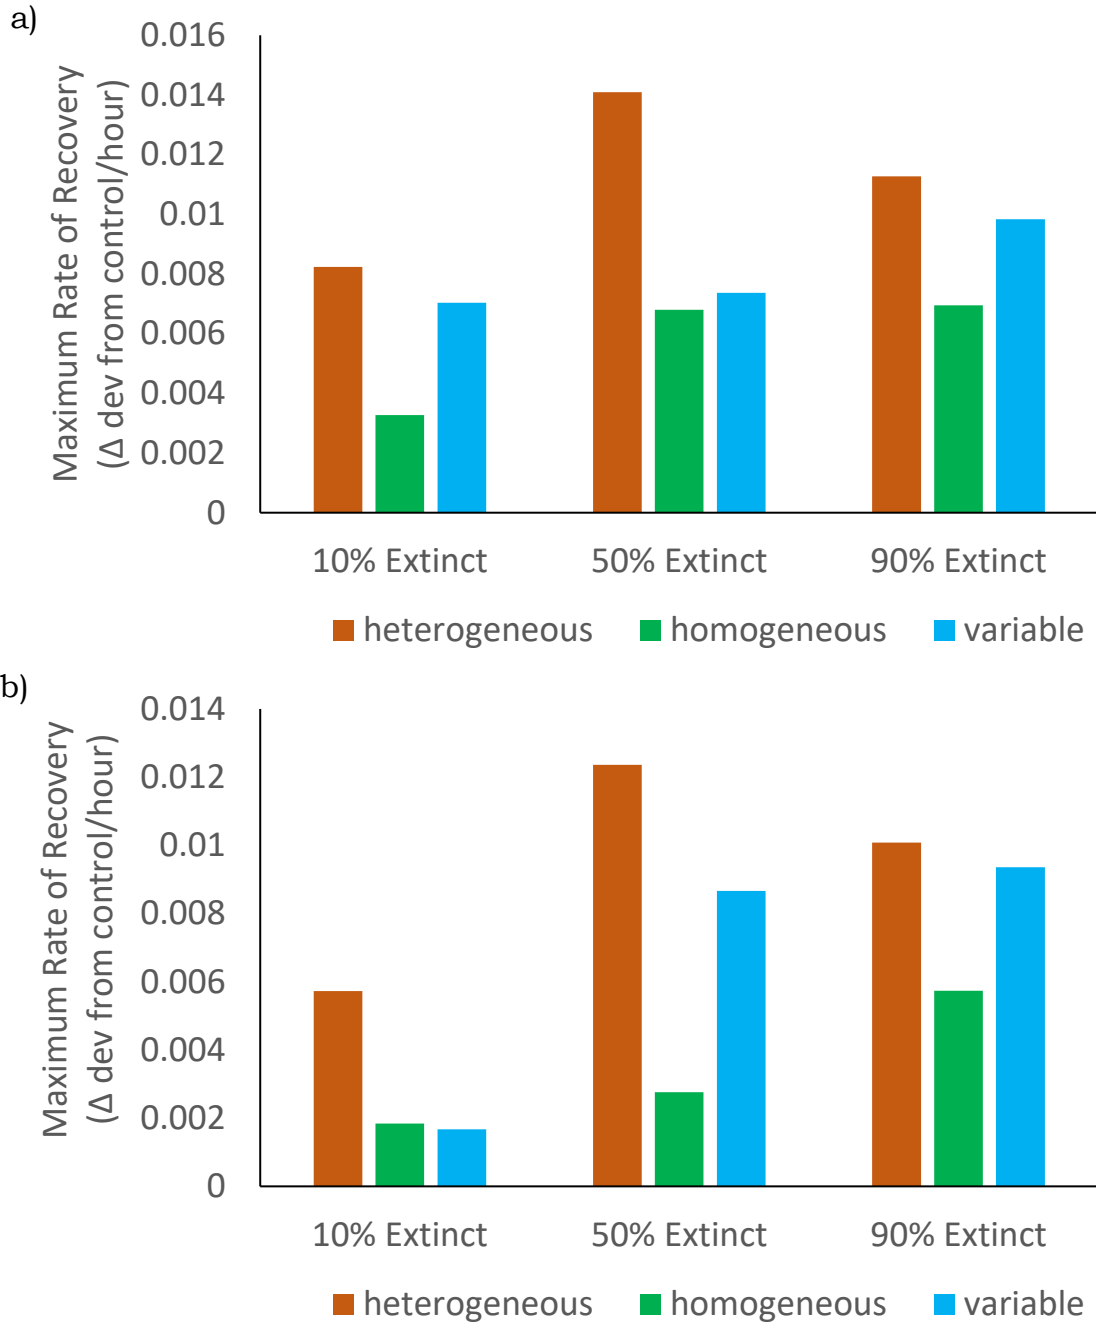 a)
Maximum Rate of Recovery
(Δ dev from control/hour)
0.016
0.014
0.012
0.01
0.008
0.006
0.004
0.002
0
10% Extinct 50% Extinct 90% Extinct
heterogeneous homogeneous variable
b)
Maximum Rate of Recovery
(Δ dev from control/hour)
0.014
0.012
0.01
0.008
0.006
0.004
0.002
0
10% Extinct 50% Extinct 90% Extinct
heterogeneous homogeneous variable